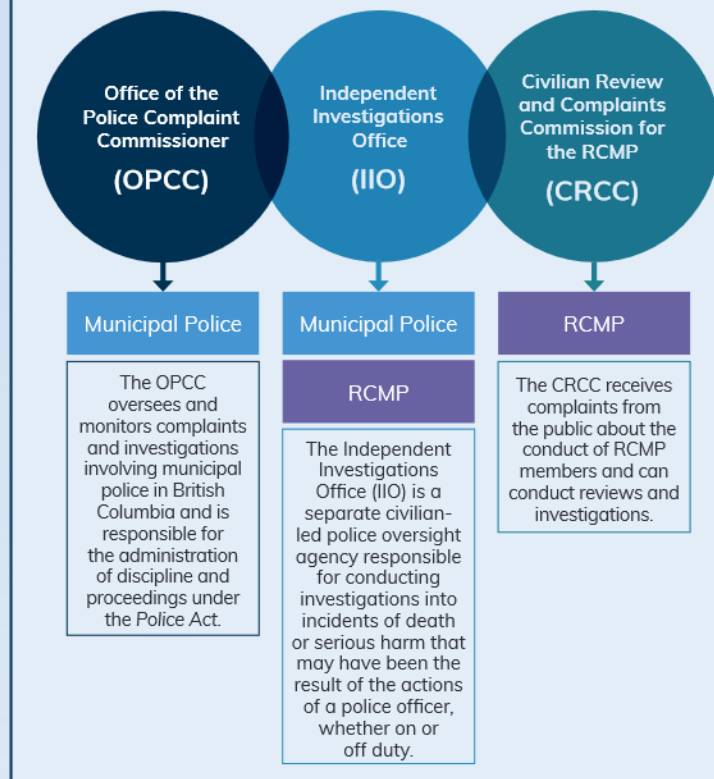 Office of the
Police Complaint
Commissioner
(OPCC)
Independent
Investigations
Office
(IIO)
Civilian Review
and Complaints
Commission for
the RCMP
(CRCC)
Municipal Police
The OPCC
oversees and
monitors complaints
and investigations
involving municipal
police in British
Columbia and is
responsible for
the administration
of discipline and
proceedings under
the Police Act.
Municipal Police
RCMP
The Independent
Investigations
Office (IIO) is a
separate civilian-
led police oversight
agency responsible
for conducting
investigations into
incidents of death
or serious harm that
may have been the
result of the actions
of a police officer,
whether on or
off duty.
RCMP
The CRCC receives
complaints from
the public about the
conduct of RCMP
members and can
conduct reviews and
investigations.